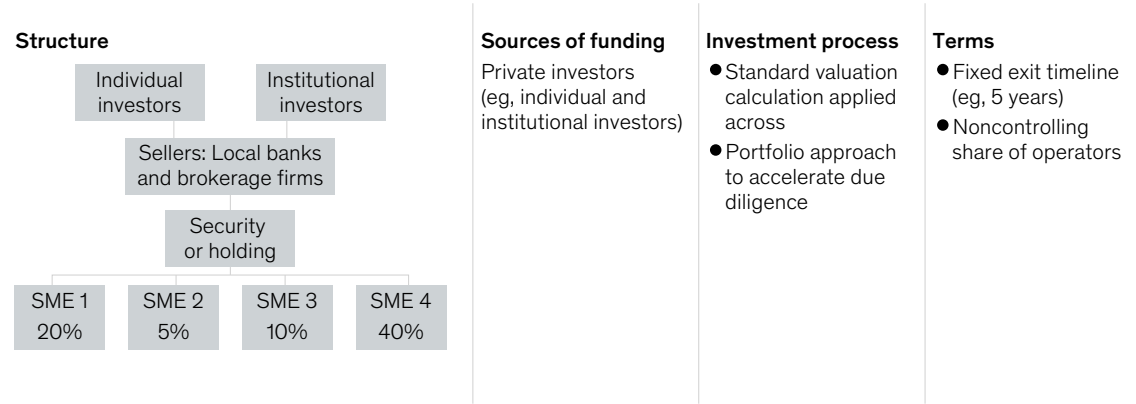 Structure
Individual
investors
Institutional
investors
Sellers: Local banks
and brokerage firms
Security
or holding
SME 1
20%
SME 2
5%
SME 3
10%
SME 4
40%
Sources of funding
Private investors
(eg, individual and
institutional investors)
Investment process
● Standard valuation
calculation applied
across
● Portfolio approach
to accelerate due
diligence
Terms
● Fixed exit timeline
(eg, 5 years)
● Noncontrolling
share of operators